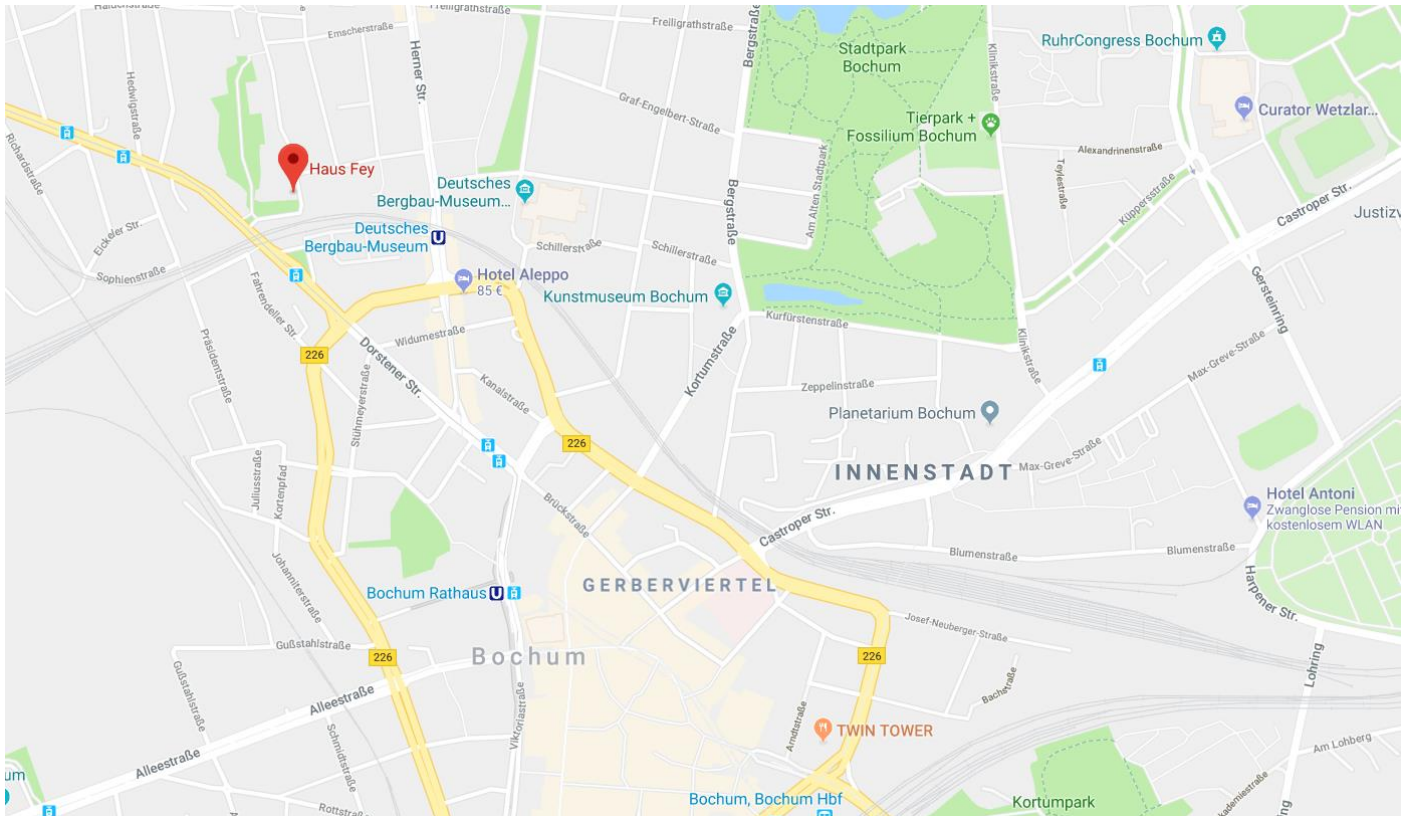 Freiligrathstraße
Freiligrathstraße
Emscherstraße
Herner Str.
Bergstraße
Stadtpark
Bochum
Klinikstraße
RuhrCongress Bochum
Hedwigstraße
Graf-Engelbert-Straße
Tierpark +
Fossilium Bochum
Curator Wetzlar...
Richardstraße
Haus Fey
Alexandrinenstraße
Teylestraße
Deutsches
Bergbau-Museum...
Bergstraße
Am Alten Stadtpark
Küppersstraße
Castroper Str.
Justizv
Eickeler Str.
Deutsches
Bergbau-Museum
Schillerstraße
Schillerstraße
Sophienstraße
Fahrendeller Str.
Hotel Aleppo
85 €
Kunstmuseum Bochum
Gersteinring
Kurfürstenstraße
Klinikstraße
Präsidentstraße
226
Widumestraße
Dorstener Str.
Kortumstraße
Max-Greve-Straße
Kanalstraße
Zeppelinstraße
Stühmeyerstraße
Planetarium Bochum
226
INNENSTADT
Max-Greve-Straße
Juliusstraße
Kortenpfad
Brückstraße
Hotel Antoni
Zwanglose Pension mi
kostenlosem WLAN
Castroper Str.
Blumenstraße
Blumenstraße
Johanniterstraße
Bochum Rathaus
GERBERVIERTEL
Harpener Str.
Josef-Neuberger-Straße
Gußstahlstraße
226
Bochum
226
Gußstahlstraße
Lohring
Bachstraße
Alleestraße
Viktoriastraße
Arndtstraße
TWIN TOWER
Schmidtstraße
Am Lohberg
Alleestraße
um
Bochum, Bochum Hbf
Kortumpark
kademiestraße
Rottstraße